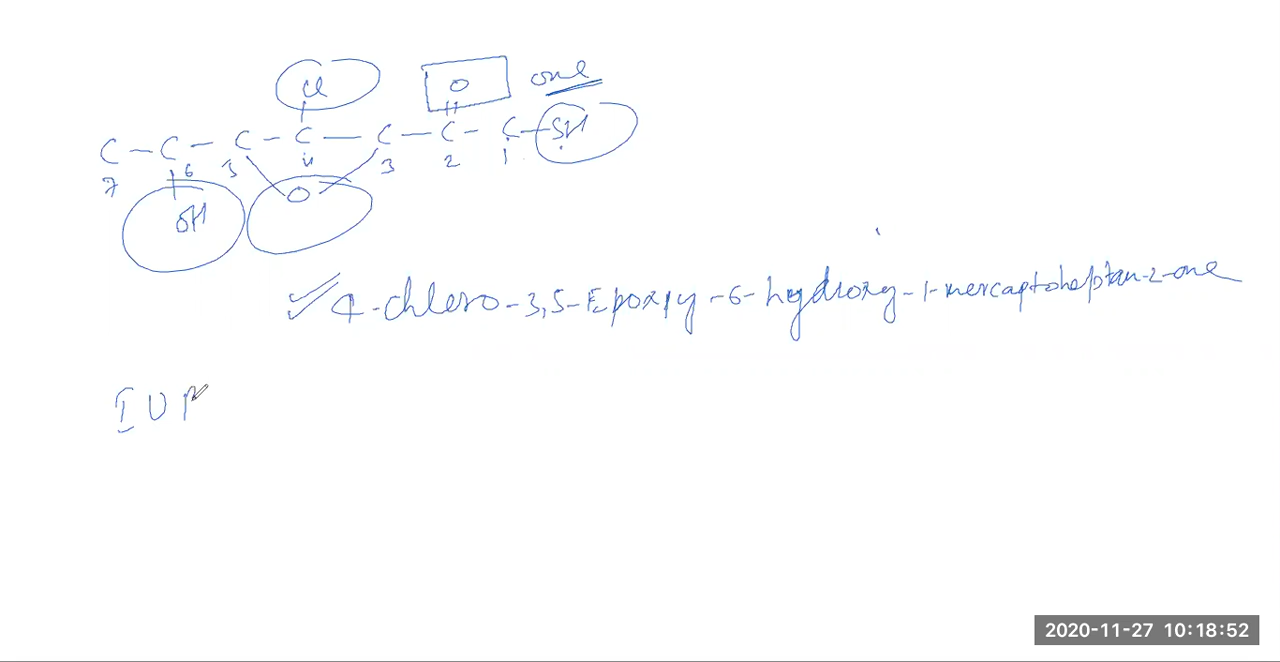 Cl O one
C - C - C - C - C - C - C - SH
7 6 5 4 3 2 1
OH O
4-chloro-3,5-Epoxy-6-hydroxy-1-mercaptoheptan-2-one
IUP
2020-11-27 10:18:52